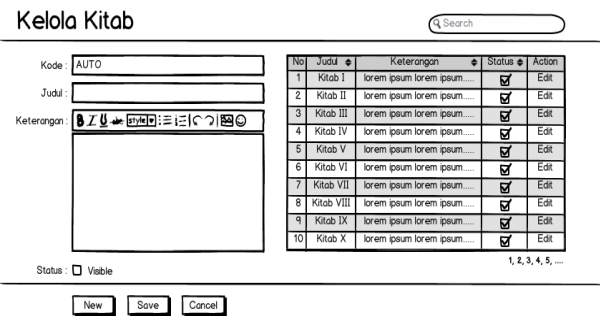 Kelola Kitab
Search
Kode : AUTO
Judul :
Keterangan : B I U abc style
Status : Visible
No Judul Keterangan Status Action
1 Kitab I lorem ipsum lorem ipsum..... Edit
2 Kitab II lorem ipsum lorem ipsum..... Edit
3 Kitab III lorem ipsum lorem ipsum..... Edit
4 Kitab IV lorem ipsum lorem ipsum..... Edit
5 Kitab V lorem ipsum lorem ipsum..... Edit
6 Kitab VI lorem ipsum lorem ipsum..... Edit
7 Kitab VII lorem ipsum lorem ipsum..... Edit
8 Kitab VIII lorem ipsum lorem ipsum..... Edit
9 Kitab IX lorem ipsum lorem ipsum..... Edit
10 Kitab X lorem ipsum lorem ipsum..... Edit
1, 2, 3, 4, 5, ....
New Save Cancel